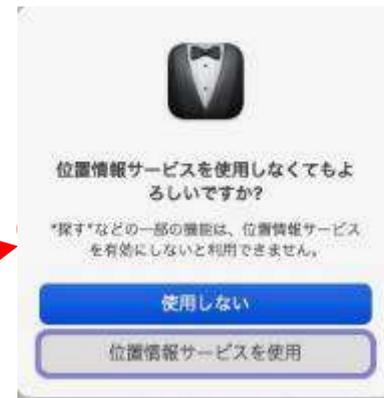 位置情報サービスを使用しなくてもよ
ろしいですか?
"探す"などの一部の機能は、位置情報サービス
を有効にしないと利用できません。
使用しない
位置情報サービスを使用